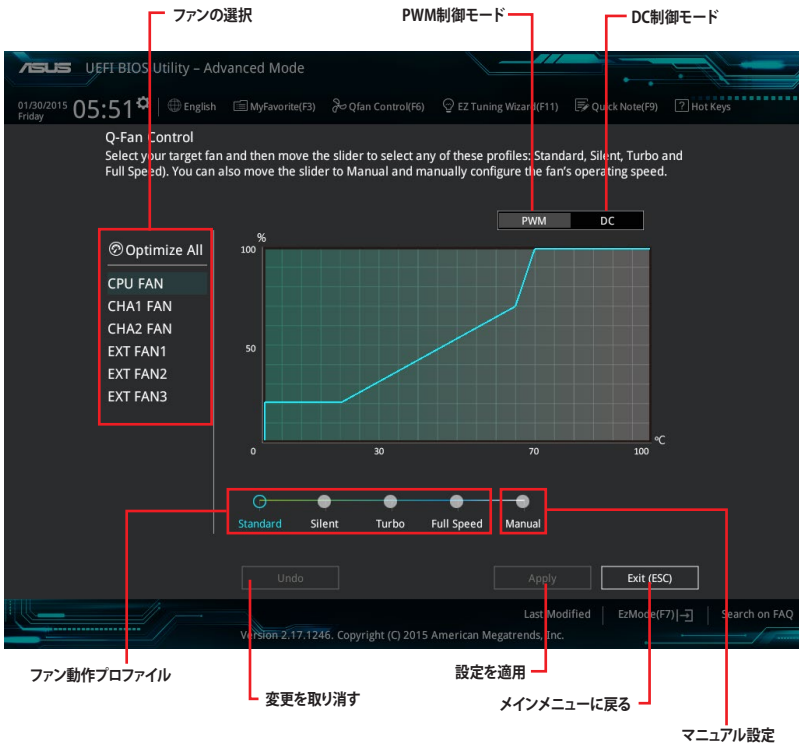 ファンの選択
PWM制御モード
DC制御モード
ASUS UEFI BIOS Utility – Advanced Mode
01/30/2015
Friday
05:51
English
MyFavorite(F3)
Qfan Control(F6)
EZ Tuning Wizard(F11)
Quick Note(F9)
? Hot Keys
Q-Fan Control
Select your target fan and then move the slider to select any of these profiles: Standard, Silent, Turbo and
Full Speed). You can also move the slider to Manual and manually configure the fan's operating speed.
PWM
DC
Optimize All
CPU FAN
CHA1 FAN
CHA2 FAN
EXT FAN1
EXT FAN2
EXT FAN3
%
100
50
0
30
70
100
°C
Standard
Silent
Turbo
Full Speed
Manual
Undo
Apply
Exit (ESC)
Last Modified
EzMode(F7)
Search on FAQ
Version 2.17.1246. Copyright (C) 2015 American Megatrends, Inc.
ファン動作プロファイル
変更を取り消す
設定を適用
メインメニューに戻る
マニュアル設定